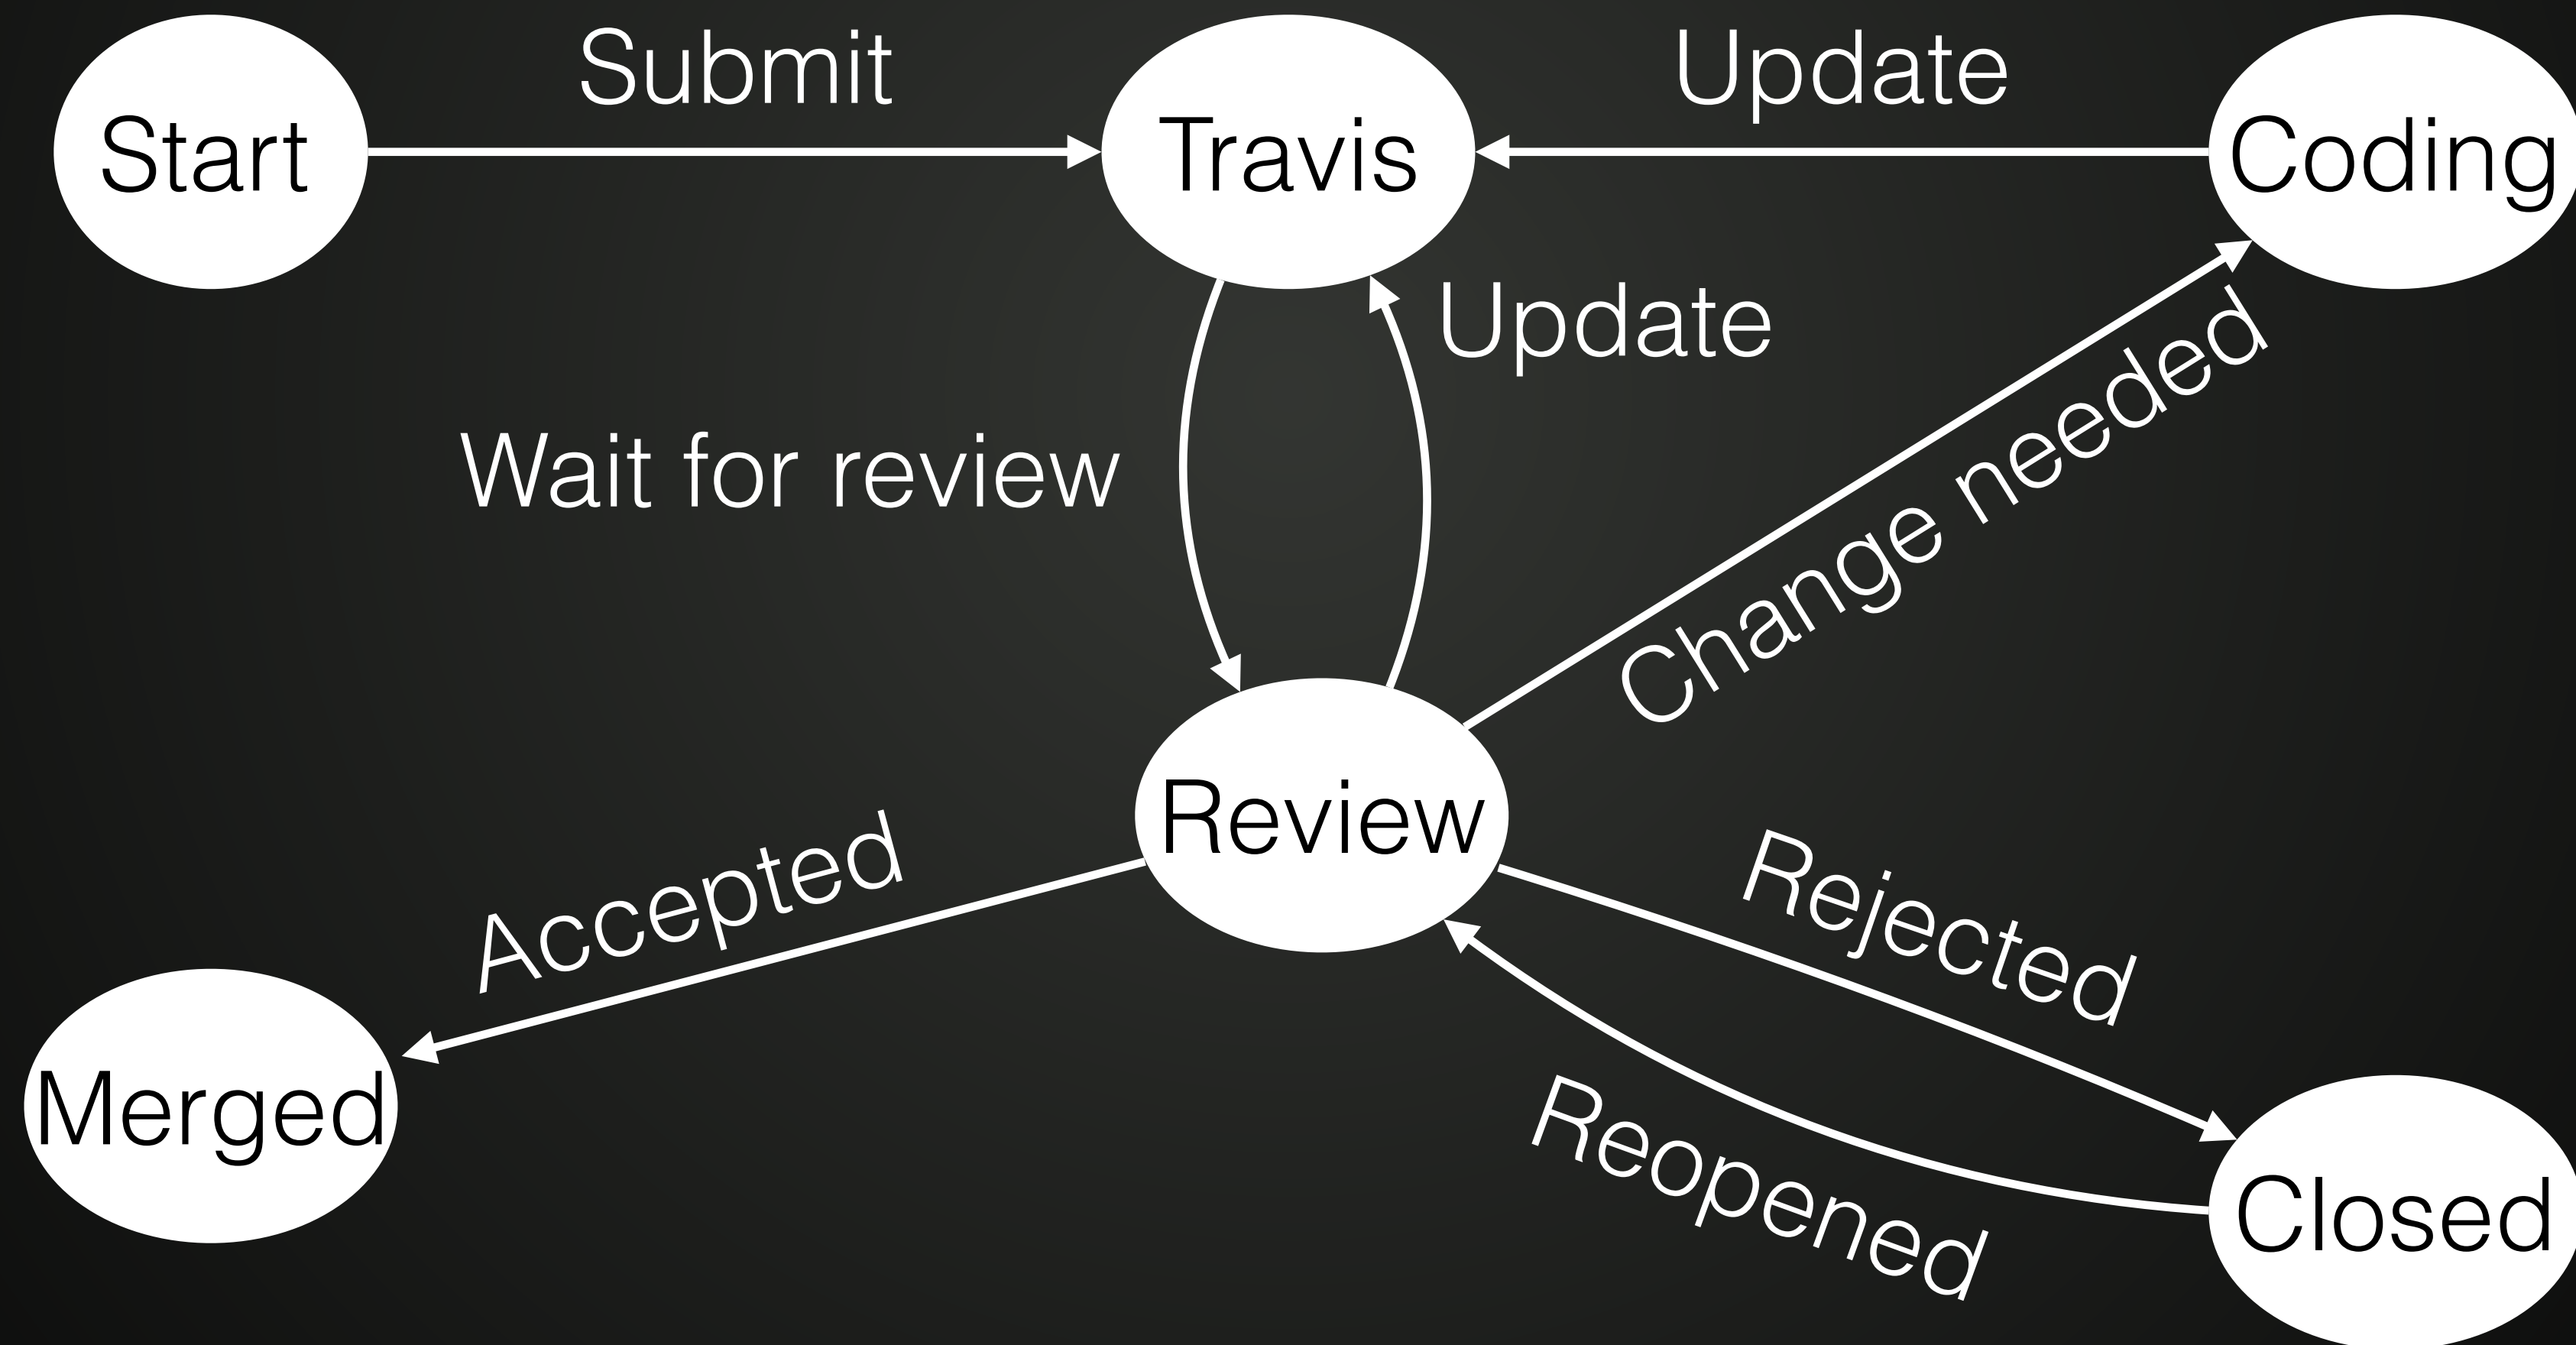 Submit
Update
Start
Travis
Coding
Update
Wait for review
Change needed
Review
Accepted
Rejected
Merged
Reopened
Closed